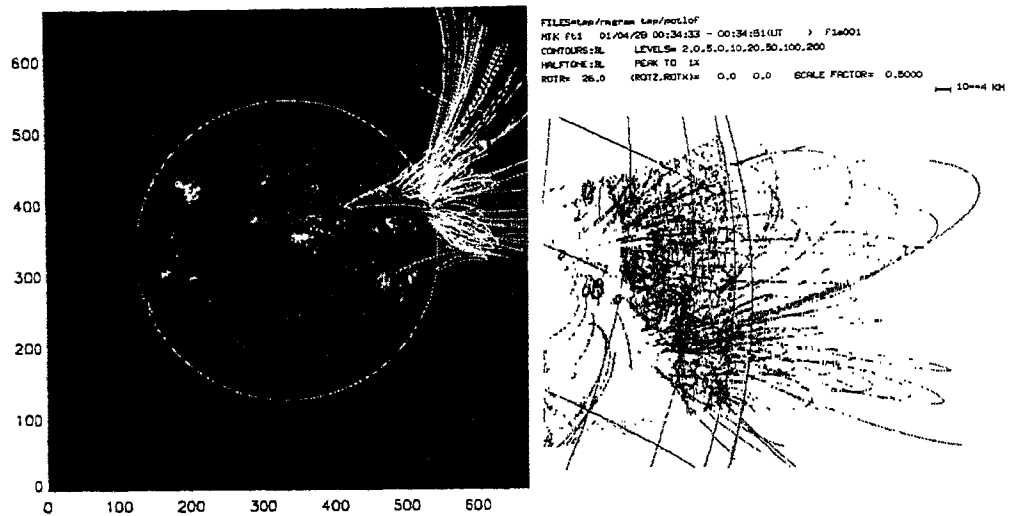 600
500
400
300
200
100
0
0 100 200 300 400 500 600
FILES=tmp/mgram tmp/potlof
MTK ft1 01/04/28 00:34:33 - 00:34:51(UT ) f1a001
CONTOURS:BL LEVELS= 2.0,5.0,10,20,50,100,200
HALFTONE:BL PEAK TO 1%
ROTR= 26.0 (ROTZ,ROTX)= 0.0 0.0 SCALE FACTOR= 0.5000
10**4 KM